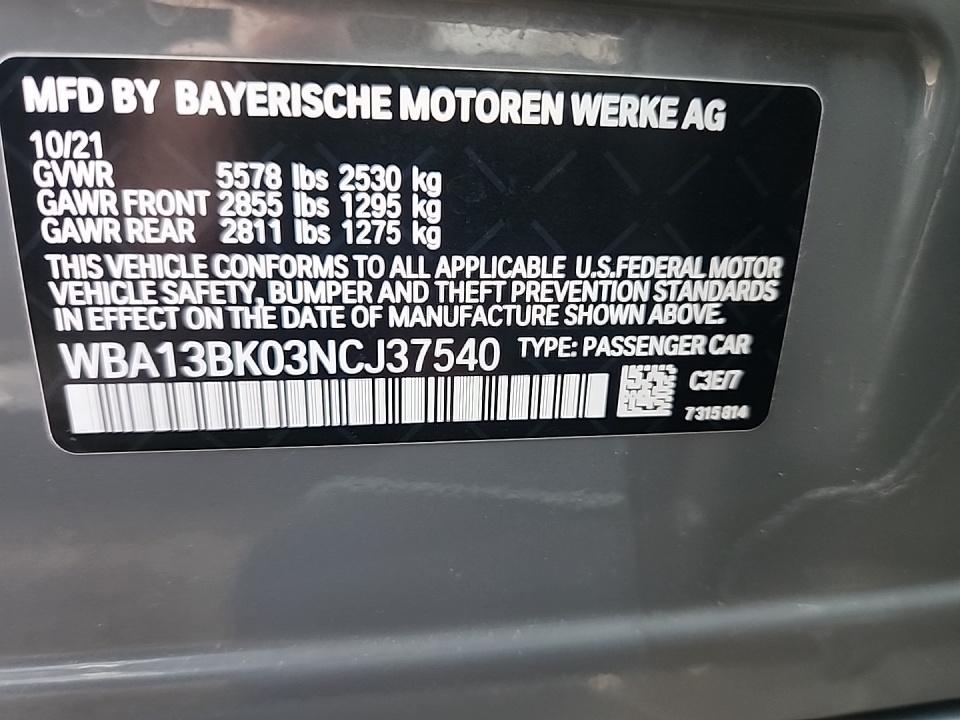 MFD BY BAYERISCHE MOTOREN WERKE AG
10/21
GVWR 5578 lbs 2530 kg
GAWR FRONT 2855 lbs 1295 kg
GAWR REAR 2811 lbs 1275 kg
THIS VEHICLE CONFORMS TO ALL APPLICABLE U.S.FEDERAL MOTOR
VEHICLE SAFETY, BUMPER AND THEFT PREVENTION STANDARDS
IN EFFECT ON THE DATE OF MANUFACTURE SHOWN ABOVE.
WBA13BK03NCJ37540 TYPE: PASSENGER CAR
C3E/7
7315814